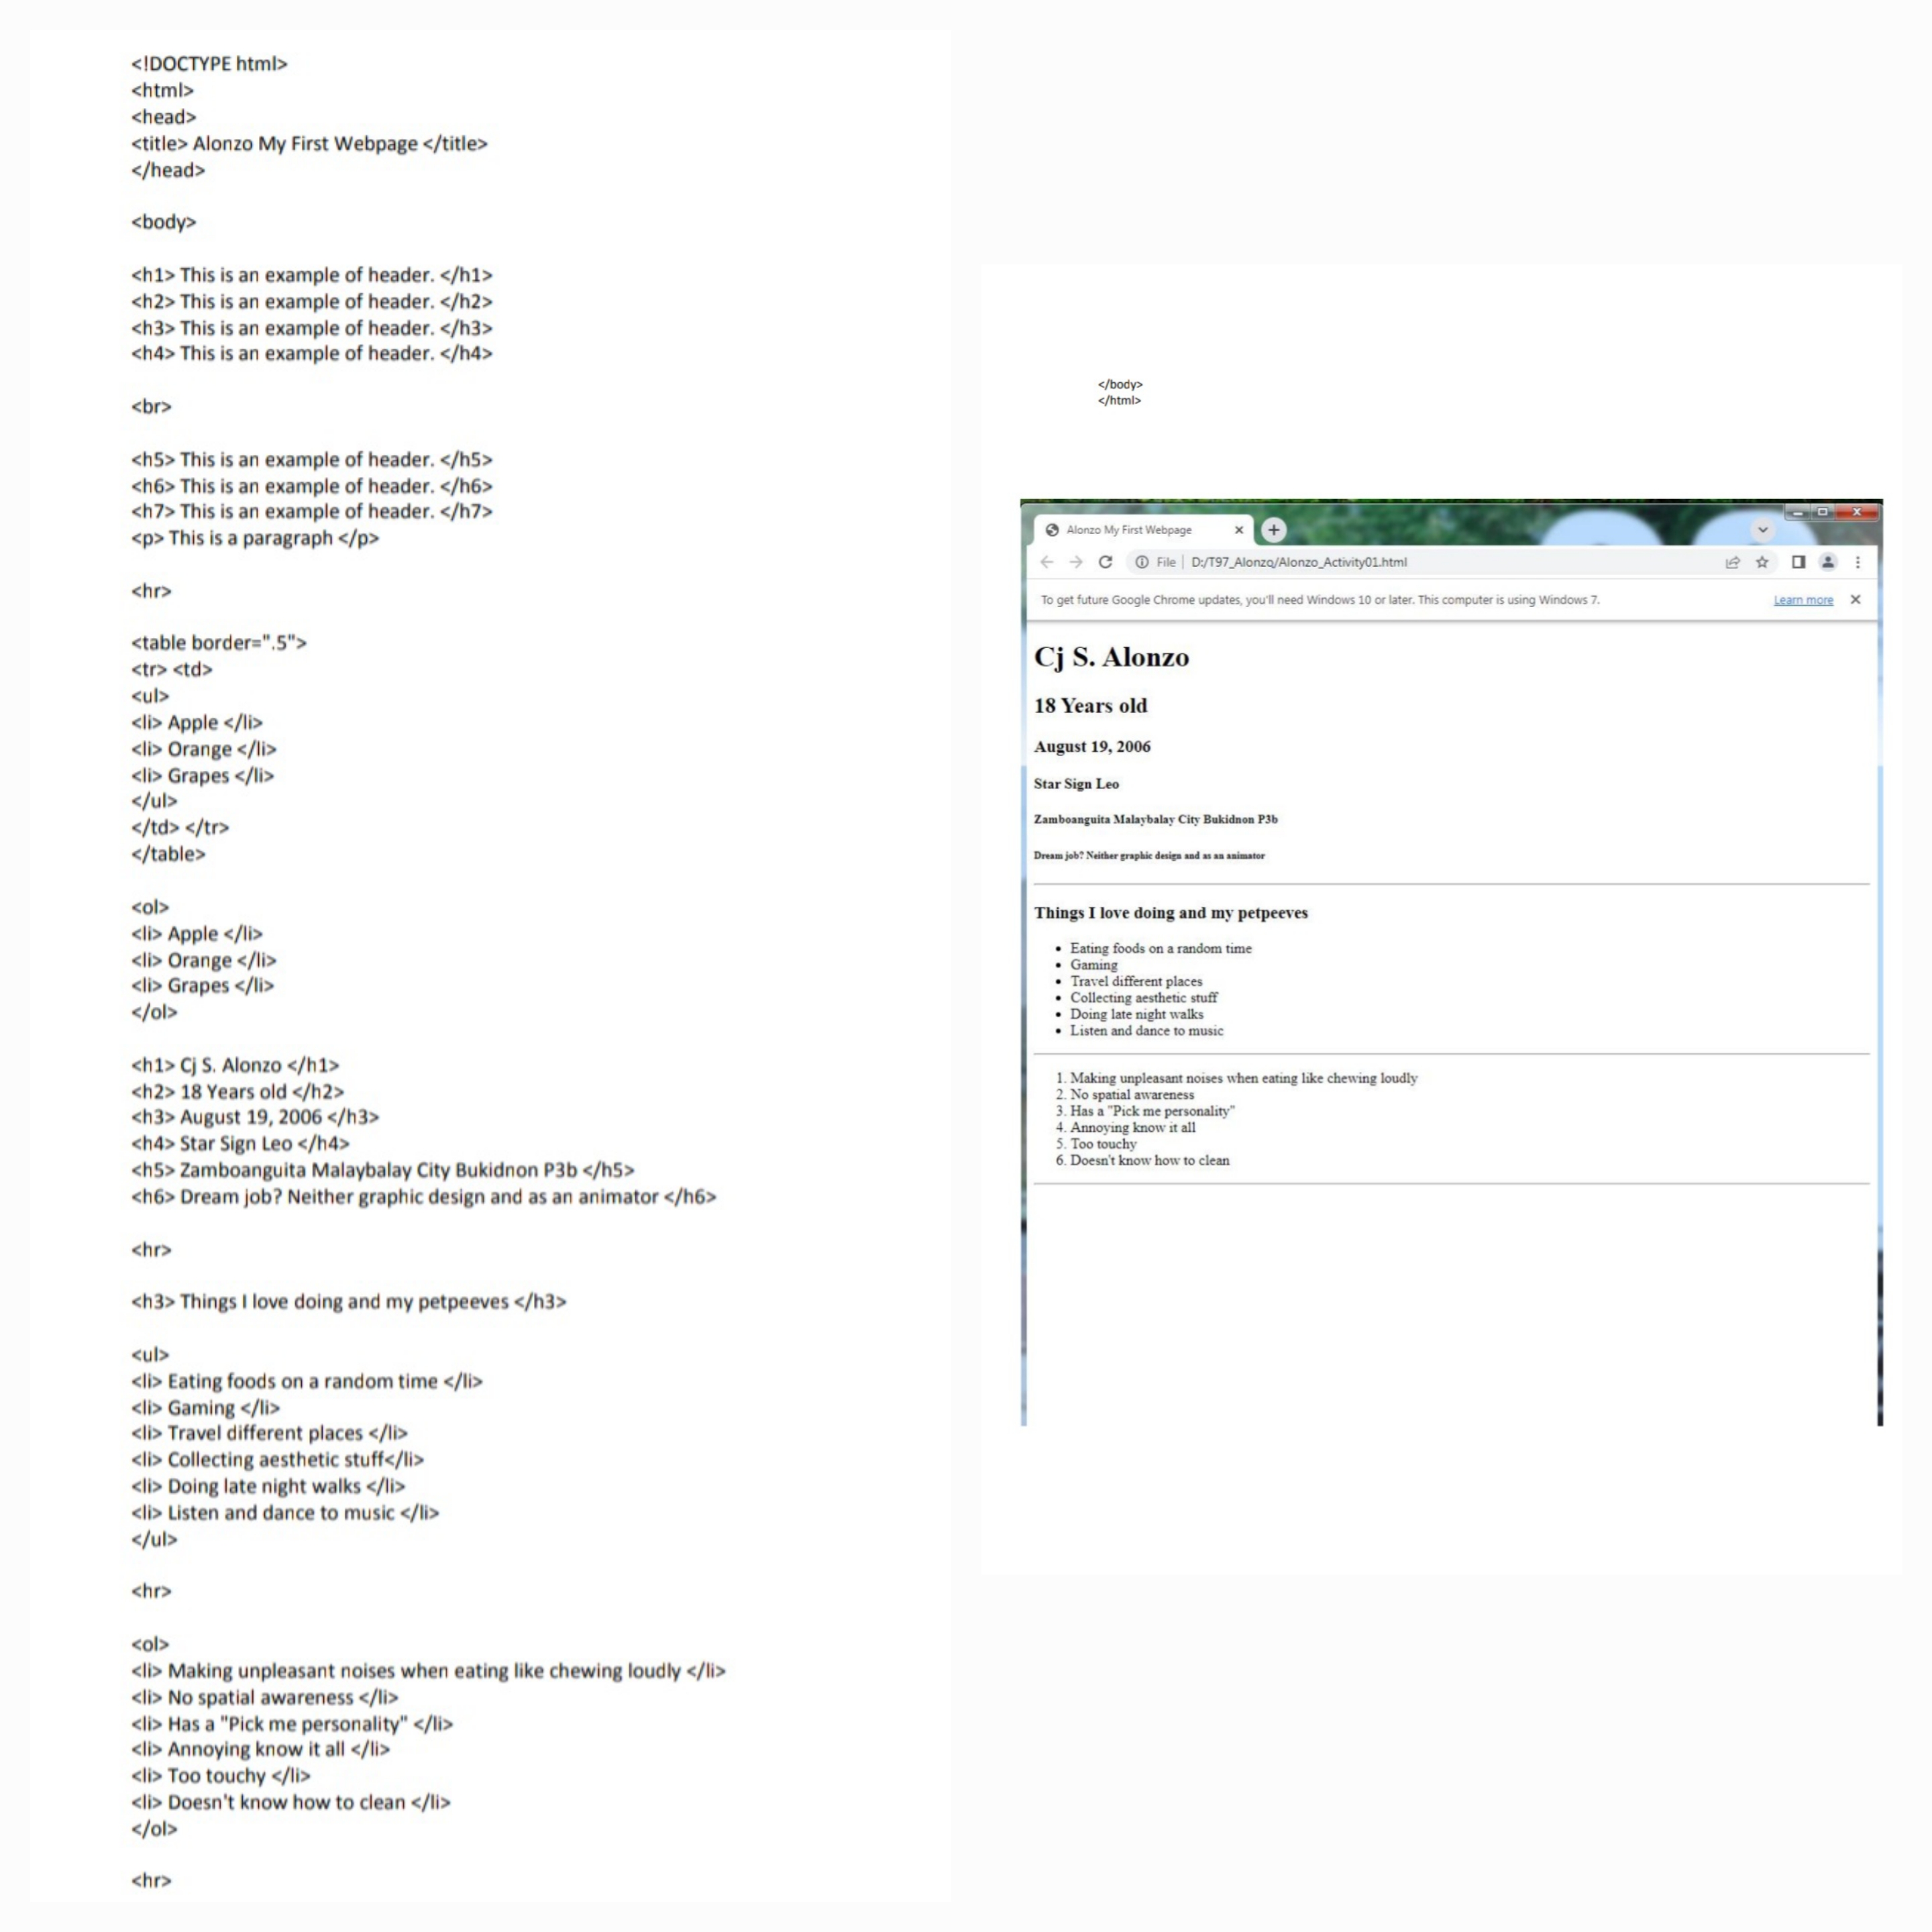 <!DOCTYPE html>
<html>
<head>
<title> Alonzo My First Webpage </title>
</head>
<body>
<h1> This is an example of header. </h1>
<h2> This is an example of header. </h2>
<h3> This is an example of header. </h3>
<h4> This is an example of header. </h4>
<br>
<h5> This is an example of header. </h5>
<h6> This is an example of header. </h6>
<h7> This is an example of header. </h7>
<p> This is a paragraph </p>
<hr>
<table border=".5">
<tr> <td>
<ul>
<li> Apple </li>
<li> Orange </li>
<li> Grapes </li>
</ul>
</td> </tr>
</table>
<ol>
<li> Apple </li>
<li> Orange </li>
<li> Grapes </li>
</ol>
<h1> Cj S. Alonzo </h1>
<h2> 18 Years old </h2>
<h3> August 19, 2006 </h3>
<h4> Star Sign Leo </h4>
<h5> Zamboanguita Malaybalay City Bukidnon P3b </h5>
<h6> Dream job? Neither graphic design and as an animator </h6>
<hr>
<h3> Things I love doing and my petpeeves </h3>
<ul>
<li> Eating foods on a random time </li>
<li> Gaming </li>
<li> Travel different places </li>
<li> Collecting aesthetic stuff</li>
<li> Doing late night walks </li>
<li> Listen and dance to music </li>
</ul>
<hr>
<ol>
<li> Making unpleasant noises when eating like chewing loudly </li>
<li> No spatial awareness </li>
<li> Has a "Pick me personality" </li>
<li> Annoying know it all </li>
<li> Too touchy </li>
<li> Doesn't know how to clean </li>
</ol>
<hr>
</body>
</html>
Alonzo My First Webpage
File | D:/T97_Alonzo/Alonzo_Activity01.html
To get future Google Chrome updates, you'll need Windows 10 or later. This computer is using Windows 7. Learn more
Cj S. Alonzo
18 Years old
August 19, 2006
Star Sign Leo
Zamboanguita Malaybalay City Bukidnon P3b
Dream job? Neither graphic design and as an animator
Things I love doing and my petpeeves
• Eating foods on a random time
• Gaming
• Travel different places
• Collecting aesthetic stuff
• Doing late night walks
• Listen and dance to music
1. Making unpleasant noises when eating like chewing loudly
2. No spatial awareness
3. Has a "Pick me personality"
4. Annoying know it all
5. Too touchy
6. Doesn't know how to clean